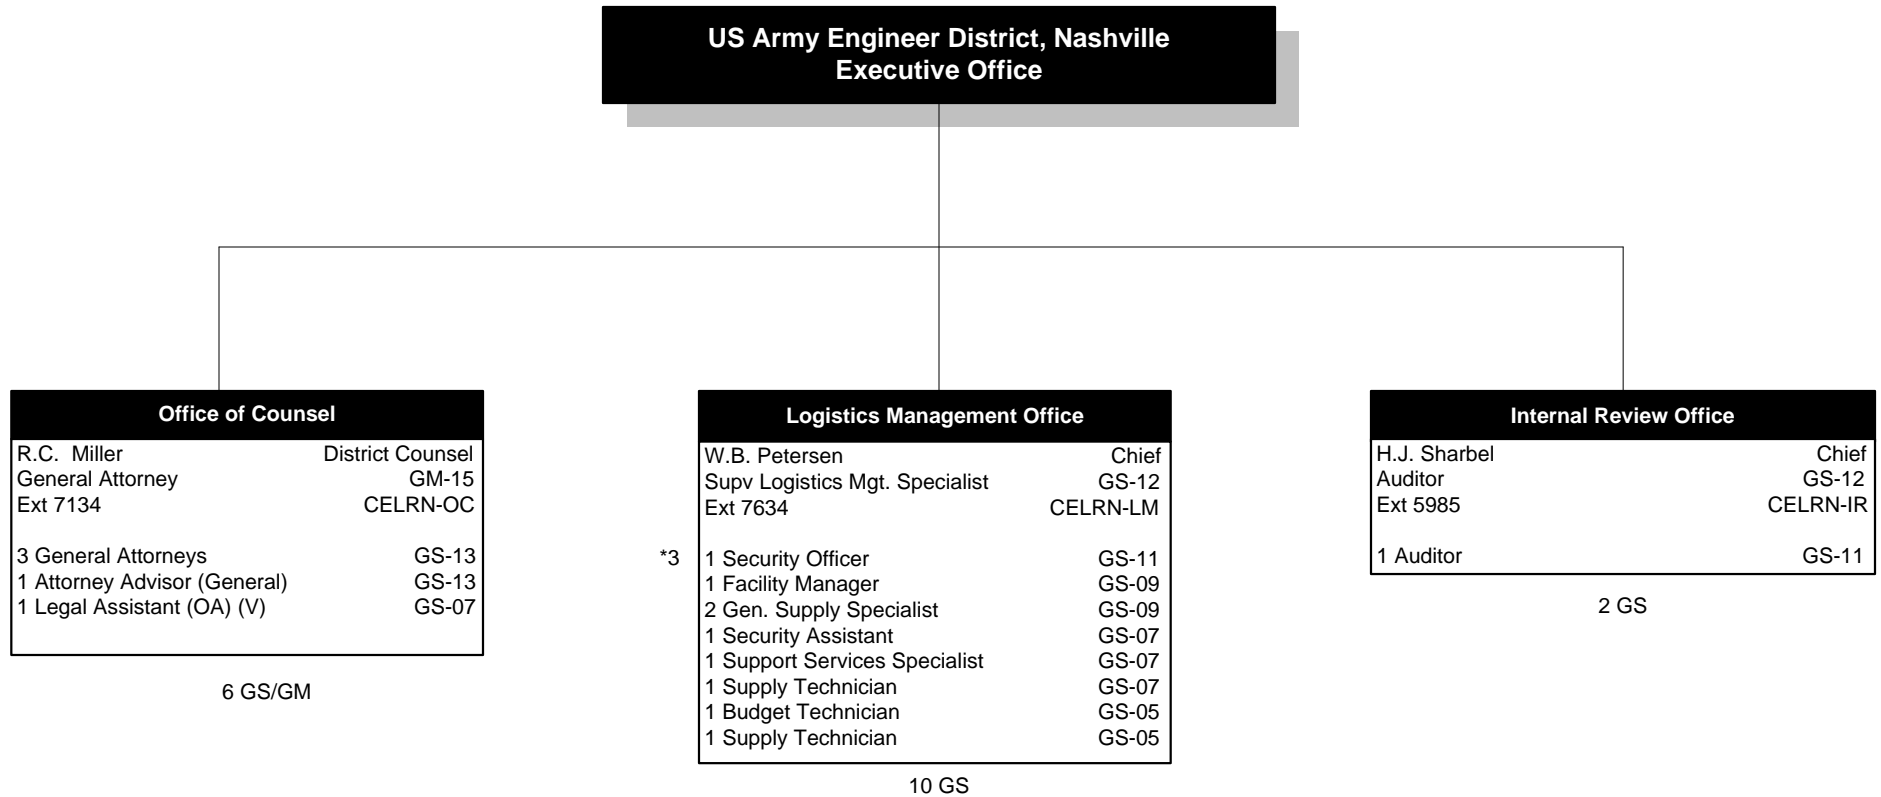 US Army Engineer District, Nashville
Executive Office
Office of Counsel
R.C. Miller District Counsel
General Attorney GM-15
Ext 7134 CELRN-OC
3 General Attorneys GS-13
1 Attorney Advisor (General) GS-13
1 Legal Assistant (OA) (V) GS-07
6 GS/GM
Logistics Management Office
W.B. Petersen Chief
Supv Logistics Mgt. Specialist GS-12
Ext 7634 CELRN-LM
*3 1 Security Officer GS-11
1 Facility Manager GS-09
2 Gen. Supply Specialist GS-09
1 Security Assistant GS-07
1 Support Services Specialist GS-07
1 Supply Technician GS-07
1 Budget Technician GS-05
1 Supply Technician GS-05
10 GS
Internal Review Office
H.J. Sharbel Chief
Auditor GS-12
Ext 5985 CELRN-IR
1 Auditor GS-11
2 GS